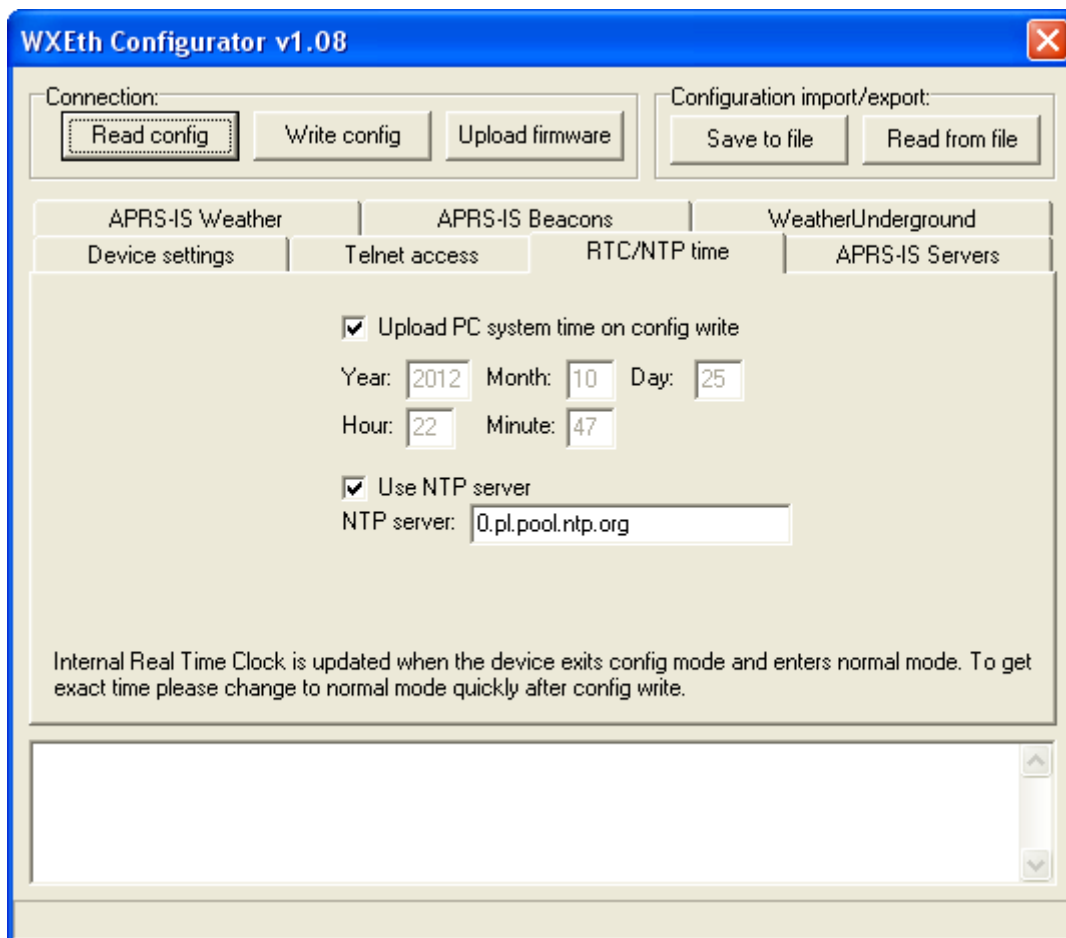 WXEth Configurator v1.08
Connection:
Configuration import/export:
Read config Write config Upload firmware Save to file Read from file
APRS-IS Weather APRS-IS Beacons WeatherUnderground
Device settings Telnet access RTC/NTP time APRS-IS Servers
Upload PC system time on config write
Year: 2012 Month: 10 Day: 25
Hour: 22 Minute: 47
Use NTP server
NTP server: 0.pl.pool.ntp.org
Internal Real Time Clock is updated when the device exits config mode and enters normal mode. To get
exact time please change to normal mode quickly after config write.